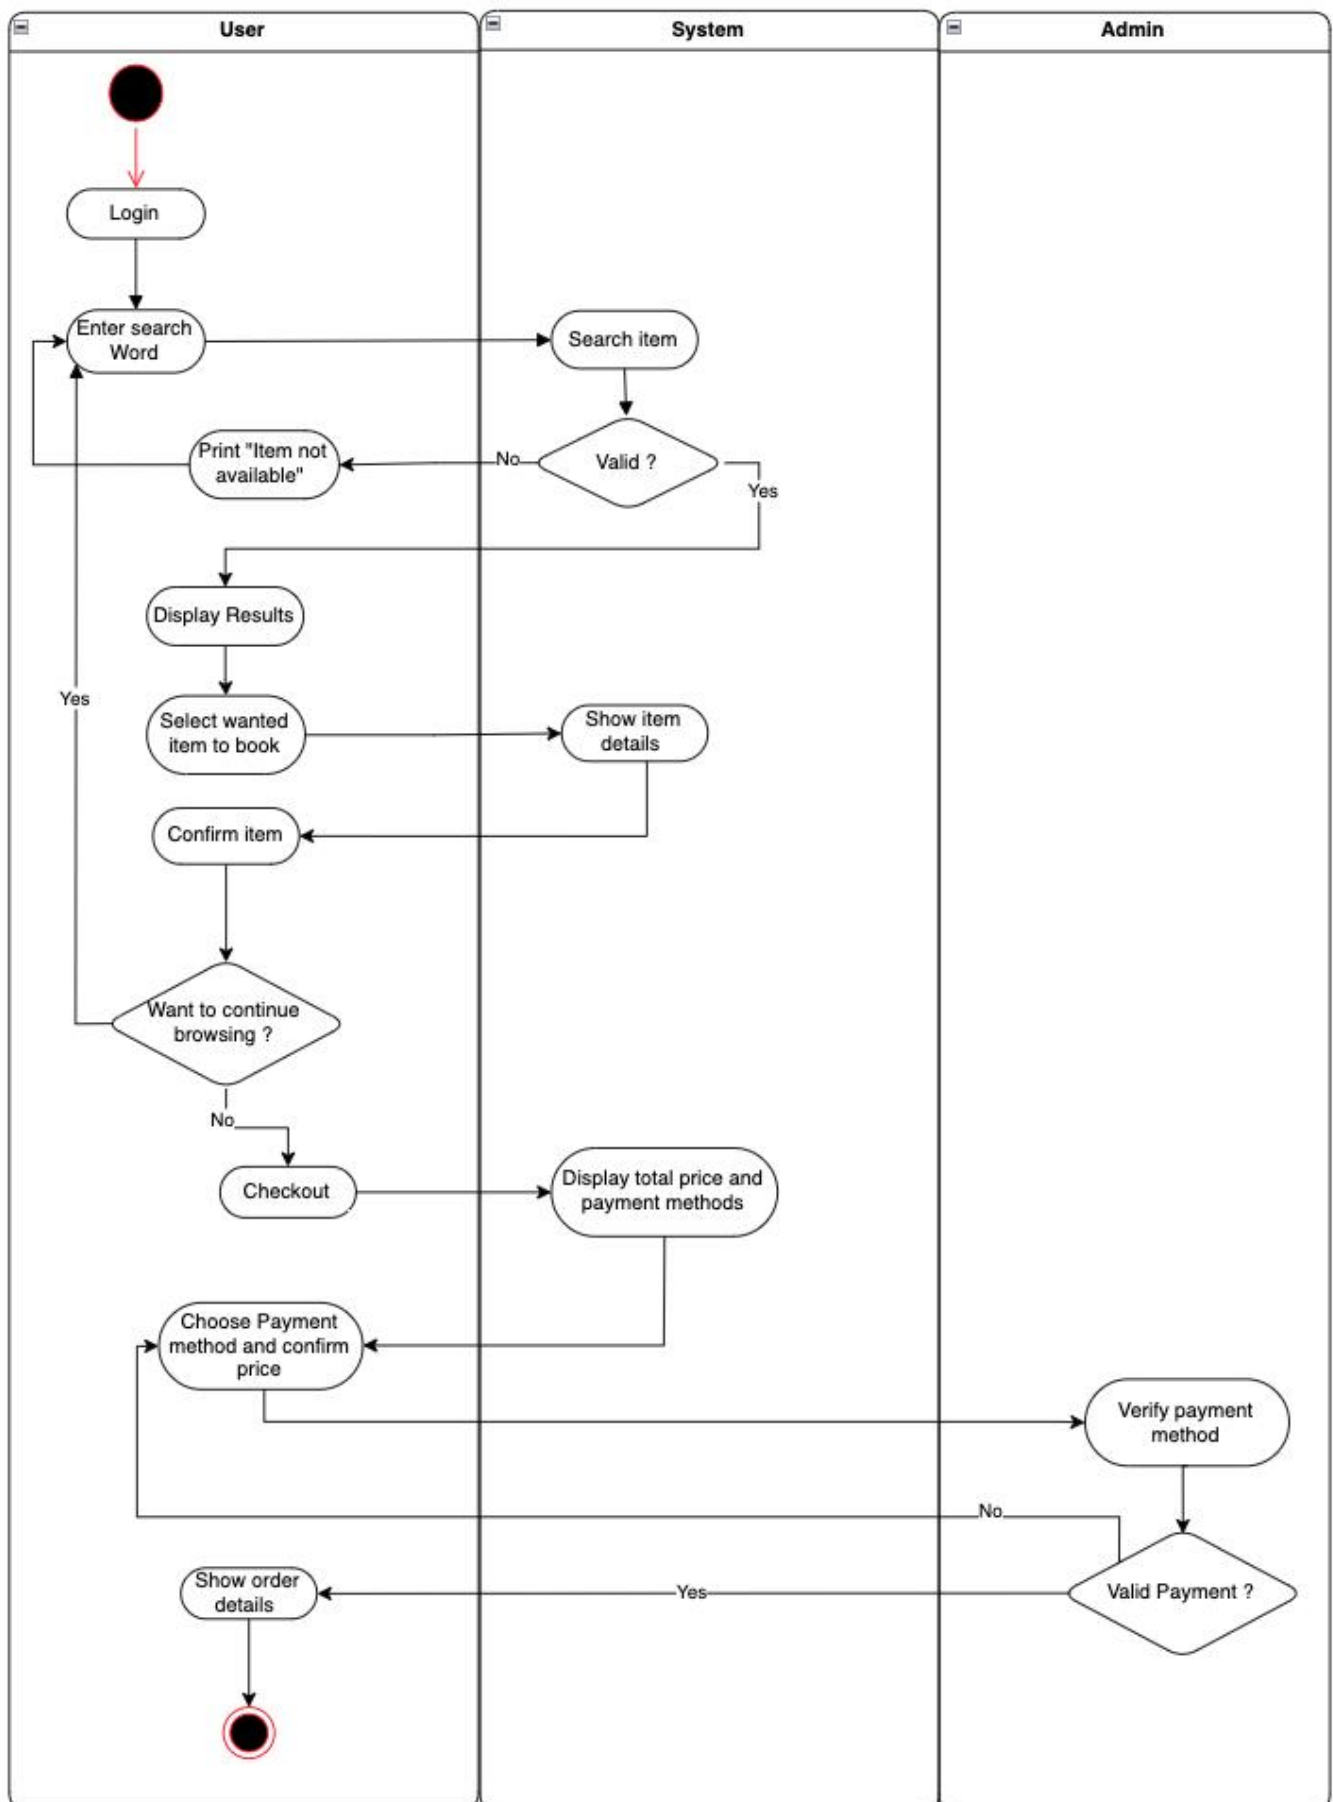 User
System
Admin
Login
Enter search
Word
Search item
Print "Item not
available"
No
Valid ?
Yes
Display Results
Yes
Select wanted
item to book
Show item
details
Confirm item
Want to continue
browsing ?
No
Checkout
Display total price and
payment methods
Choose Payment
method and confirm
price
Verify payment
method
No
Show order
details
Yes
Valid Payment ?